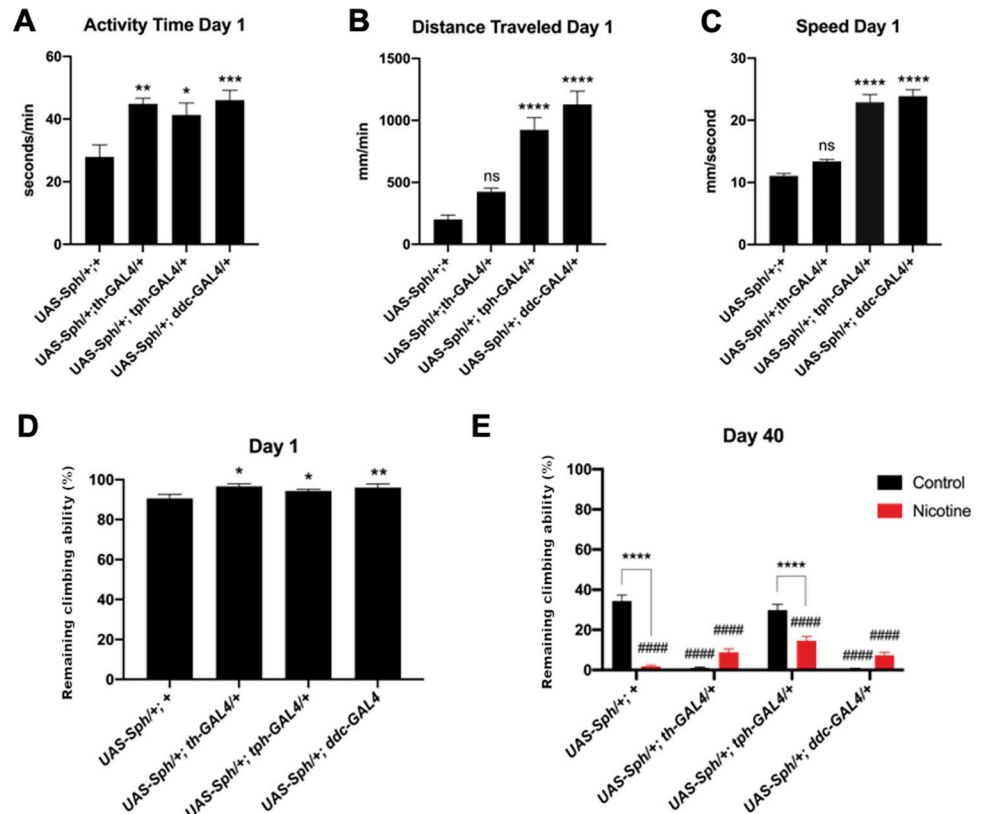 A
Activity Time Day 1
seconds/min
60
40
20
0
**
*
***
UAS-Sph/+;+
UAS-Sph/+;th-GAL4/+
UAS-Sph/+; tph-GAL4/+
UAS-Sph/+; ddc-GAL4/+
B
Distance Traveled Day 1
mm/min
1500
1000
500
0
ns
****
****
UAS-Sph/+;+
UAS-Sph/+;th-GAL4/+
UAS-Sph/+; tph-GAL4/+
UAS-Sph/+; ddc-GAL4/+
C
Speed Day 1
mm/second
30
20
10
0
ns
****
****
UAS-Sph/+;+
UAS-Sph/+;th-GAL4/+
UAS-Sph/+; tph-GAL4/+
UAS-Sph/+; ddc-GAL4/+
D
Day 1
Remaining climbing ability (%)
100
80
60
40
20
0
*
*
**
UAS-Sph/+; +
UAS-Sph/+; th-GAL4/+
UAS-Sph/+; tph-GAL4/+
UAS-Sph/+; ddc-GAL4
E
Day 40
Remaining climbing ability (%)
100
80
60
40
20
0
Control
Nicotine
****
####
####
####
****
####
####
####
UAS-Sph/+; +
UAS-Sph/+; th-GAL4/+
UAS-Sph/+; tph-GAL4/+
UAS-Sph/+; ddc-GAL4/+